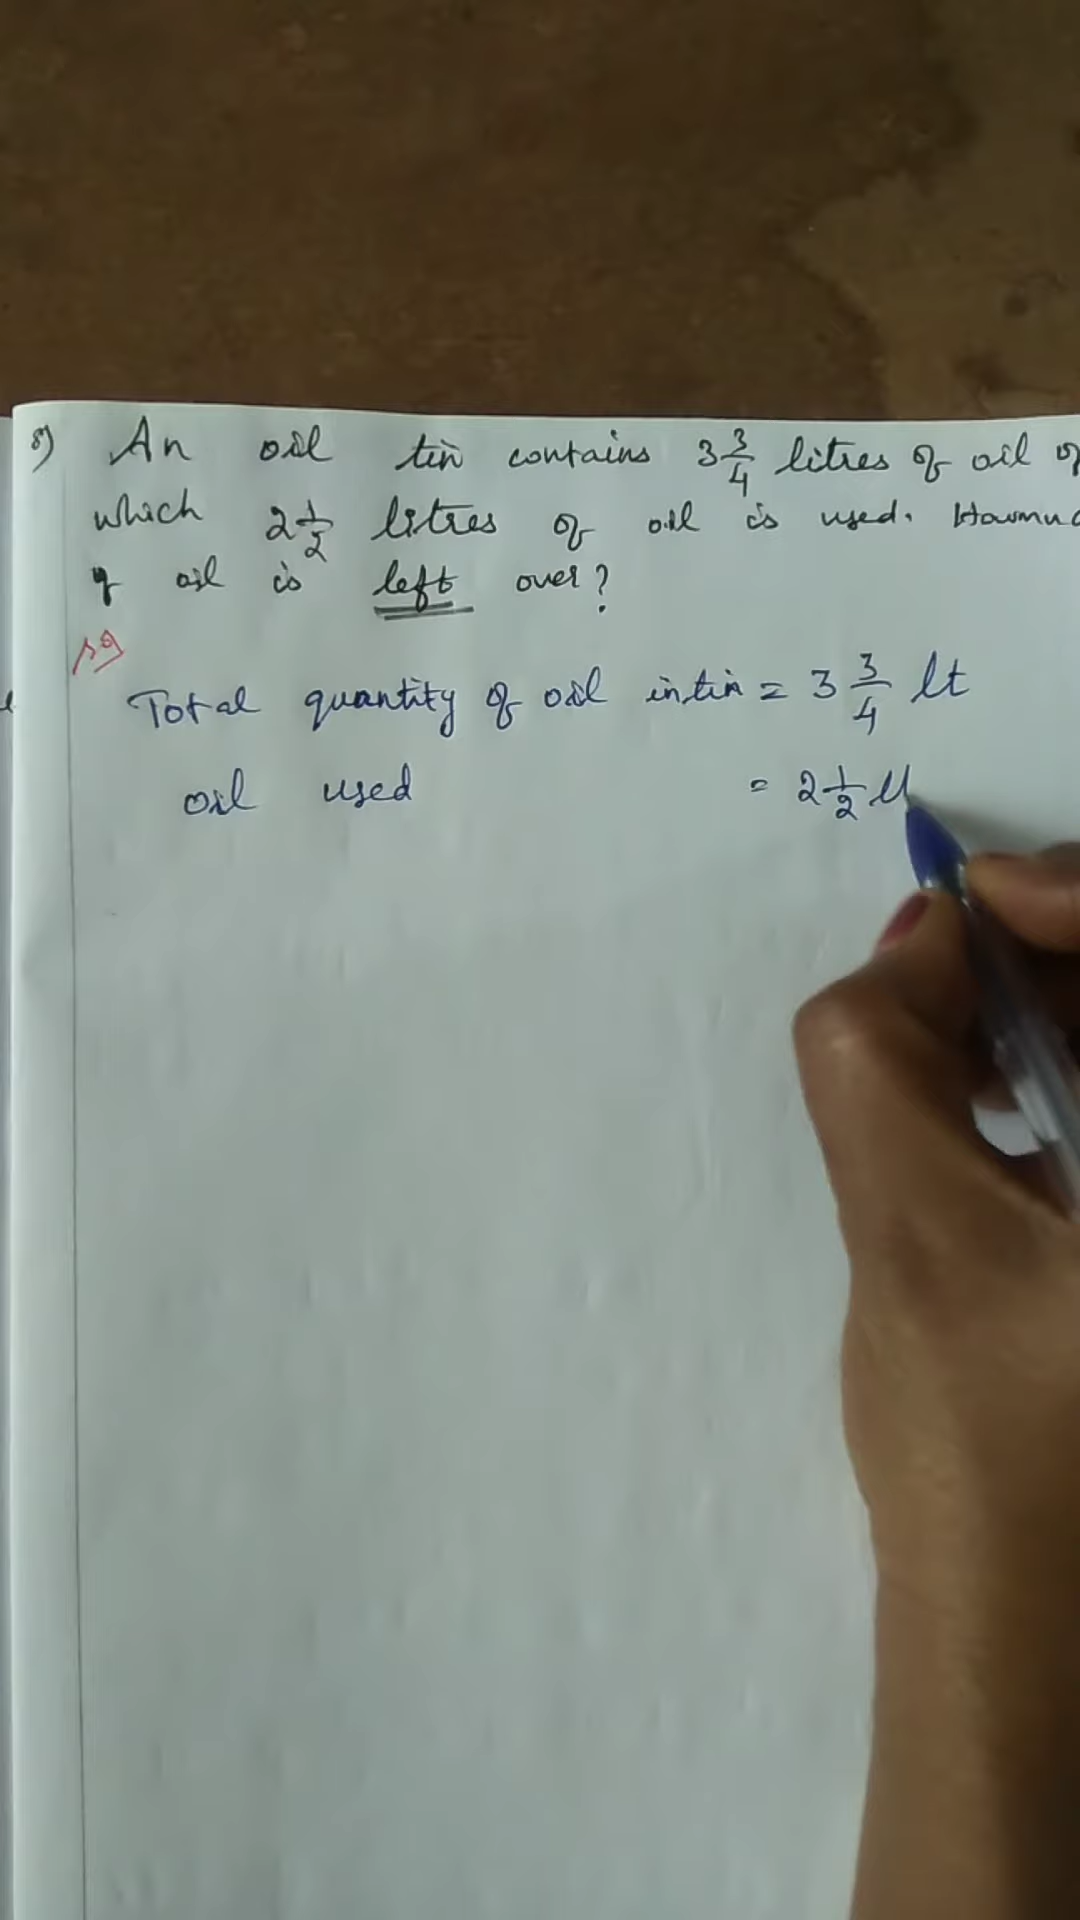 8) An oil tin contains 3 3/4 litres of oil of
which 2 1/2 litres of oil is used. Howmuc
of oil is left over?
Total quantity of oil in tin = 3 3/4 lt
oil used = 2 1/2 lt